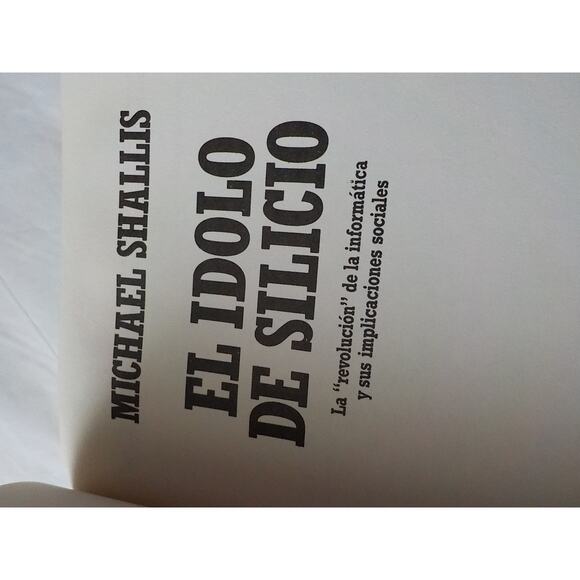 MICHAEL SHALLIS
EL IDOLO
DE SILICIO
La "revolución" de la informática
y sus implicaciones sociales